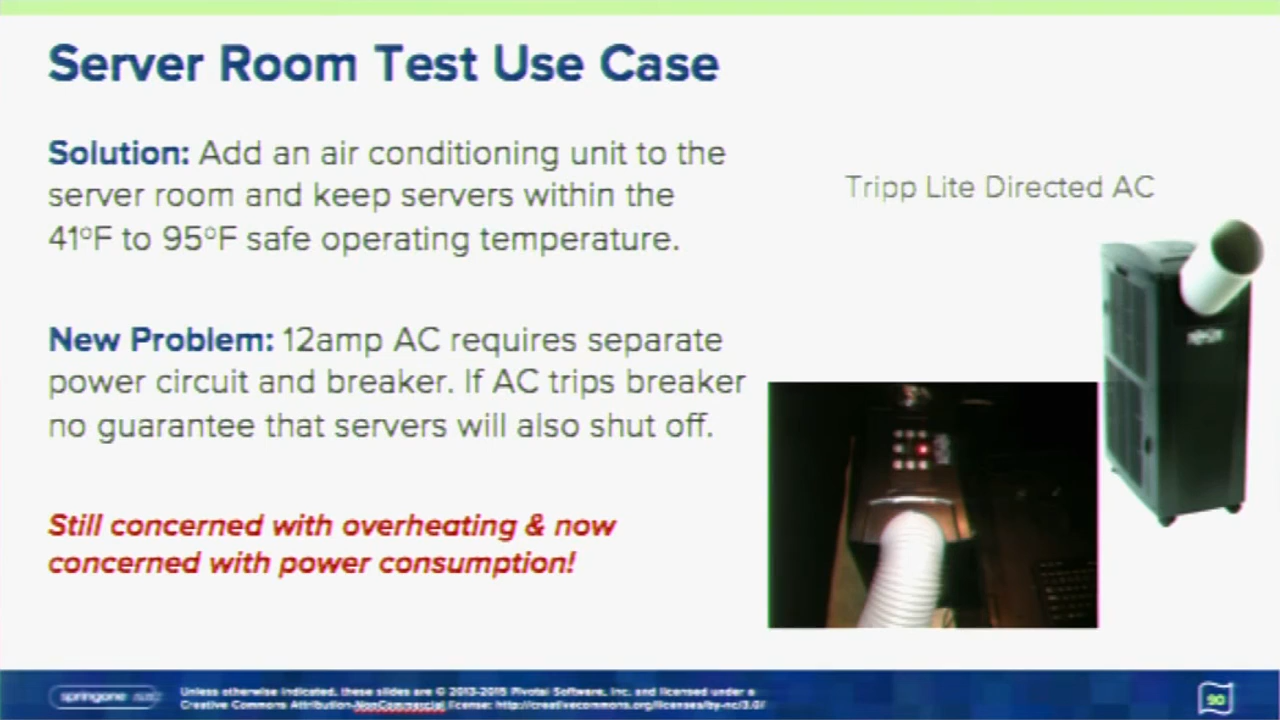 Server Room Test Use Case
Solution: Add an air conditioning unit to the
server room and keep servers within the
41°F to 95°F safe operating temperature.
Tripp Lite Directed AC
New Problem: 12amp AC requires separate
power circuit and breaker. If AC trips breaker
no guarantee that servers will also shut off.
Still concerned with overheating & now
concerned with power consumption!
springone
Unless otherwise indicated, these slides are © 2013-2015 Pivotal Software, Inc. and licensed under a
Creative Commons Attribution-NonCommercial license: http://creativecommons.org/licenses/by-nc/3.0/
90